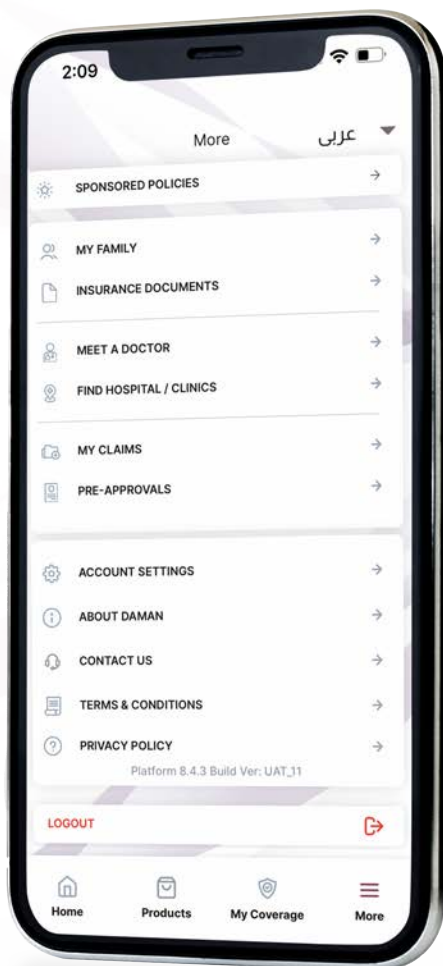 2:09
More
عربى
SPONSORED POLICIES
MY FAMILY
INSURANCE DOCUMENTS
MEET A DOCTOR
FIND HOSPITAL / CLINICS
MY CLAIMS
PRE-APPROVALS
ACCOUNT SETTINGS
ABOUT DAMAN
CONTACT US
TERMS & CONDITIONS
PRIVACY POLICY
Platform 8.4.3 Build Ver: UAT_11
LOGOUT
Home Products My Coverage More